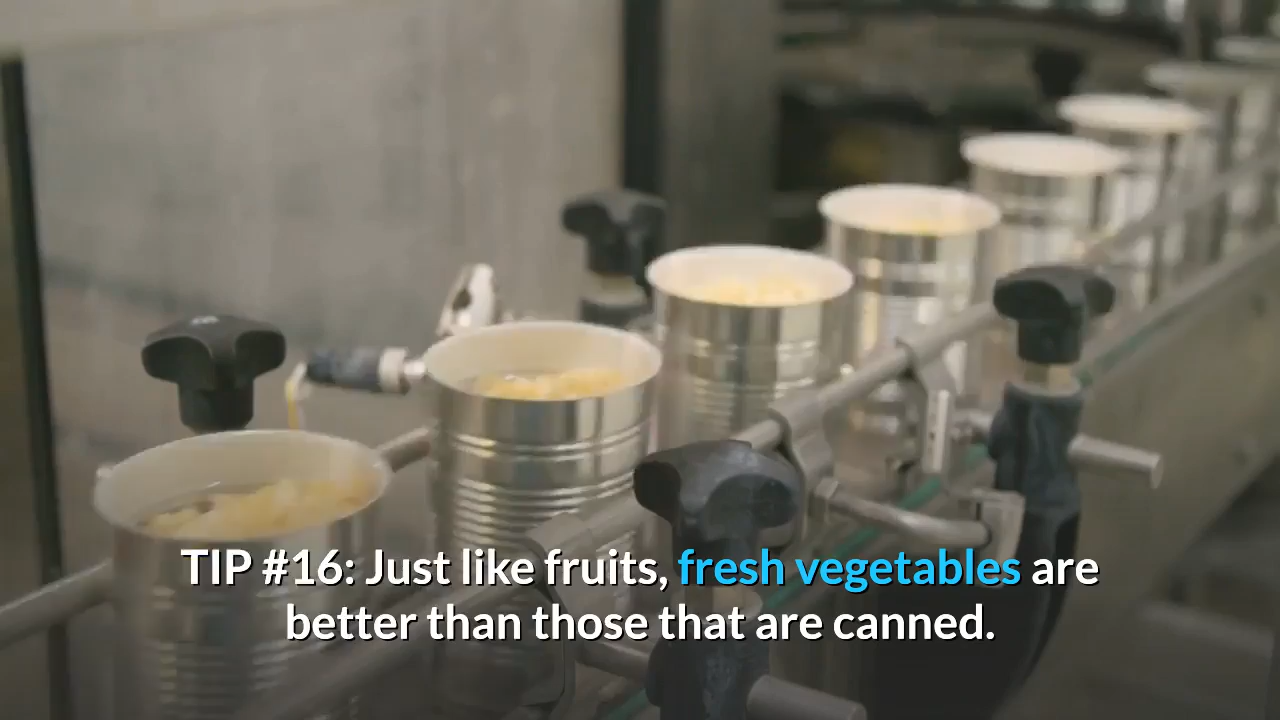 TIP #16: Just like fruits, fresh vegetables are
better than those that are canned.